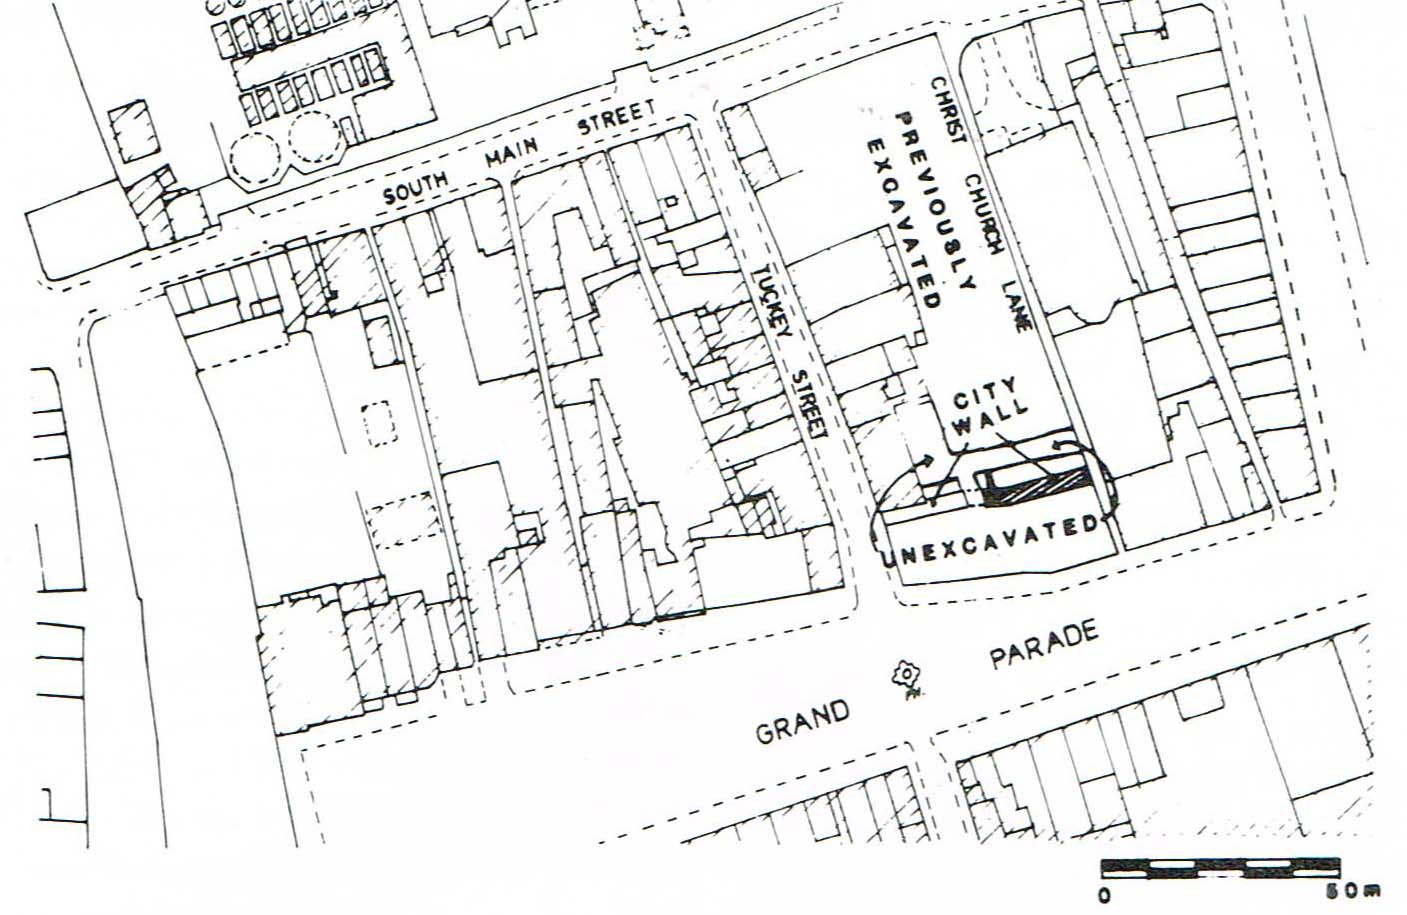 SOUTH MAIN STREET
CHRIST CHURCH LANE
PREVIOUSLY
EXCAVATED
TUCKEY STREET
CITY
WALL
UNEXCAVATED
GRAND PARADE
0 50m